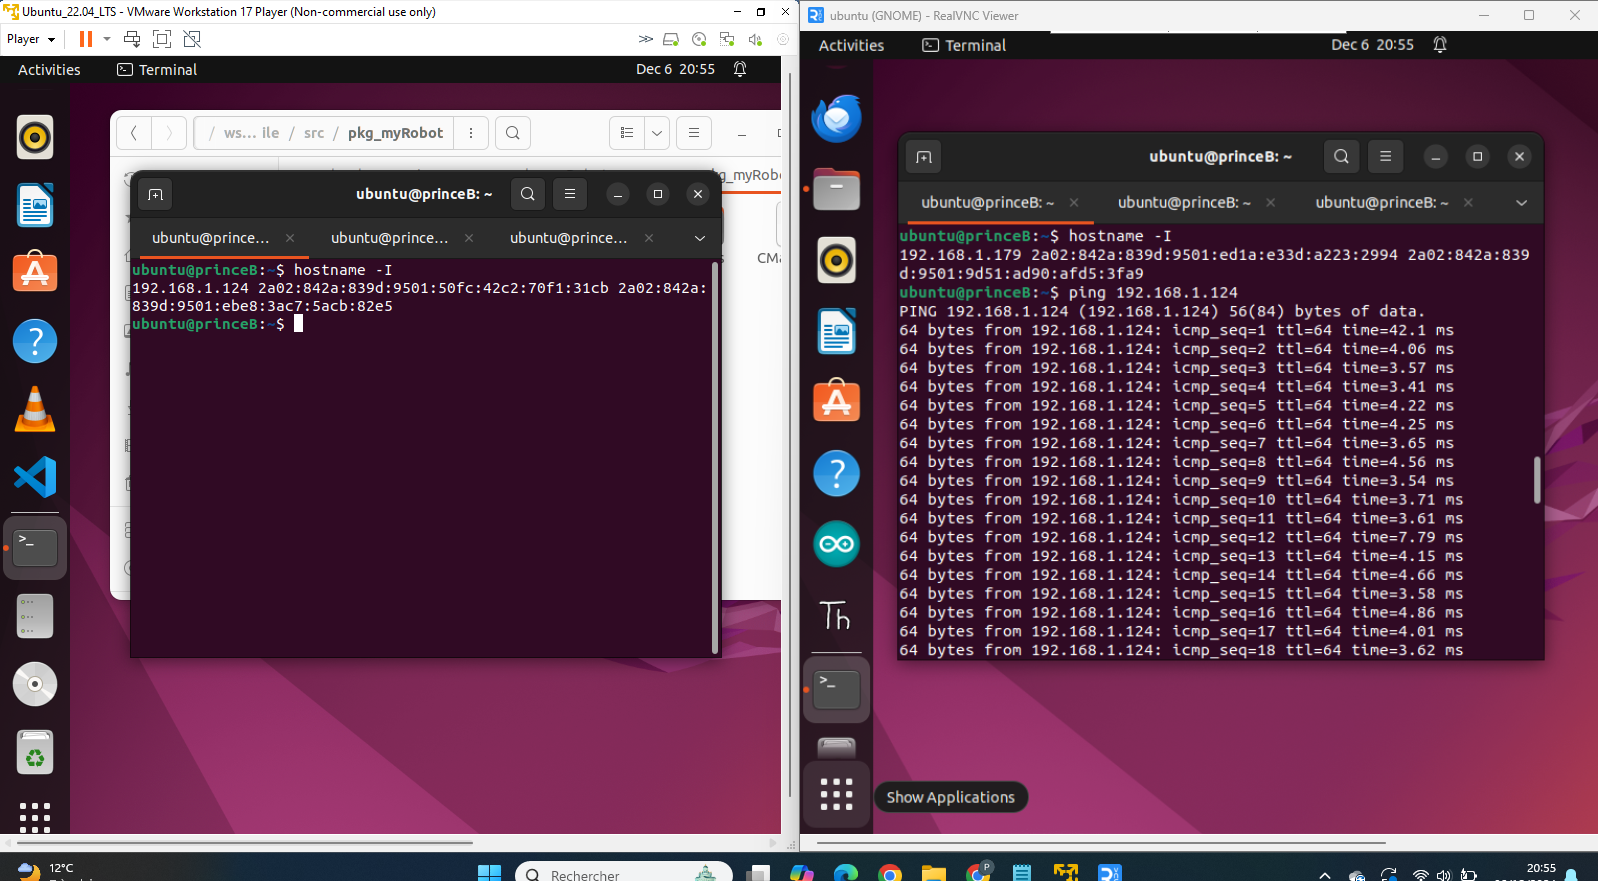 Ubuntu_22.04_LTS - VMware Workstation 17 Player (Non-commercial use only)
Player
Activities
Terminal
Dec 6 20:55
/ ws... ile / src / pkg_myRobot
kg_myRobo
CMa
ubuntu@princeB: ~
ubuntu@prince...
ubuntu@prince...
ubuntu@prince...
ubuntu@princeB:~$ hostname -I
192.168.1.124 2a02:842a:839d:9501:50fc:42c2:70f1:31cb 2a02:842a:
839d:9501:ebe8:3ac7:5acb:82e5
ubuntu@princeB:~$
ubuntu (GNOME) - RealVNC Viewer
Activities
Terminal
Dec 6 20:55
ubuntu@princeB: ~
ubuntu@princeB: ~
ubuntu@princeB: ~
ubuntu@princeB: ~
ubuntu@princeB:~$ hostname -I
192.168.1.179 2a02:842a:839d:9501:ed1a:e33d:a223:2994 2a02:842a:839
d:9501:9d51:ad90:afd5:3fa9
ubuntu@princeB:~$ ping 192.168.1.124
PING 192.168.1.124 (192.168.1.124) 56(84) bytes of data.
64 bytes from 192.168.1.124: icmp_seq=1 ttl=64 time=42.1 ms
64 bytes from 192.168.1.124: icmp_seq=2 ttl=64 time=4.06 ms
64 bytes from 192.168.1.124: icmp_seq=3 ttl=64 time=3.57 ms
64 bytes from 192.168.1.124: icmp_seq=4 ttl=64 time=3.41 ms
64 bytes from 192.168.1.124: icmp_seq=5 ttl=64 time=4.22 ms
64 bytes from 192.168.1.124: icmp_seq=6 ttl=64 time=4.25 ms
64 bytes from 192.168.1.124: icmp_seq=7 ttl=64 time=3.65 ms
64 bytes from 192.168.1.124: icmp_seq=8 ttl=64 time=4.56 ms
64 bytes from 192.168.1.124: icmp_seq=9 ttl=64 time=3.54 ms
64 bytes from 192.168.1.124: icmp_seq=10 ttl=64 time=3.71 ms
64 bytes from 192.168.1.124: icmp_seq=11 ttl=64 time=3.61 ms
64 bytes from 192.168.1.124: icmp_seq=12 ttl=64 time=7.79 ms
64 bytes from 192.168.1.124: icmp_seq=13 ttl=64 time=4.15 ms
64 bytes from 192.168.1.124: icmp_seq=14 ttl=64 time=4.66 ms
64 bytes from 192.168.1.124: icmp_seq=15 ttl=64 time=3.58 ms
64 bytes from 192.168.1.124: icmp_seq=16 ttl=64 time=4.86 ms
64 bytes from 192.168.1.124: icmp_seq=17 ttl=64 time=4.01 ms
64 bytes from 192.168.1.124: icmp_seq=18 ttl=64 time=3.62 ms
Th
Show Applications
12°C
Rechercher
20:55